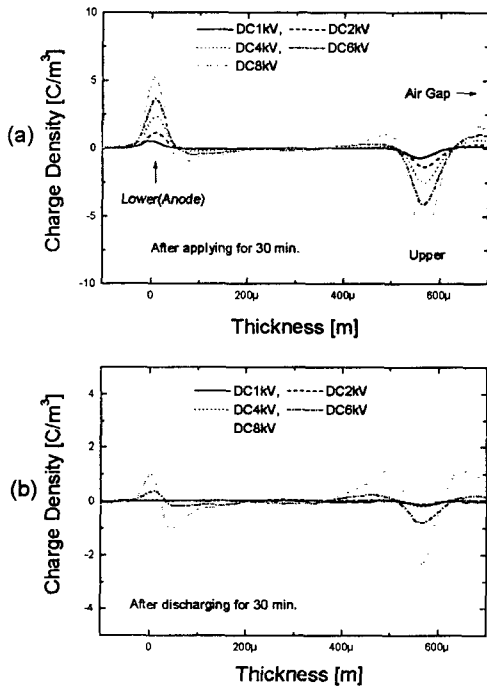 DC1kV, DC2kV
DC4kV, DC6kV
DC8kV
10
5
0
-5
-10
Charge Density [C/m³]
(a)
Air Gap
Lower(Anode)
After applying for 30 min.
Upper
0 200µ 400µ 600µ
Thickness [m]
DC1kV, DC2kV
DC4kV, DC6kV
DC8kV
4
2
0
-2
-4
Charge Density [C/m³]
(b)
After discharging for 30 min.
0 200µ 400µ 600µ
Thickness [m]